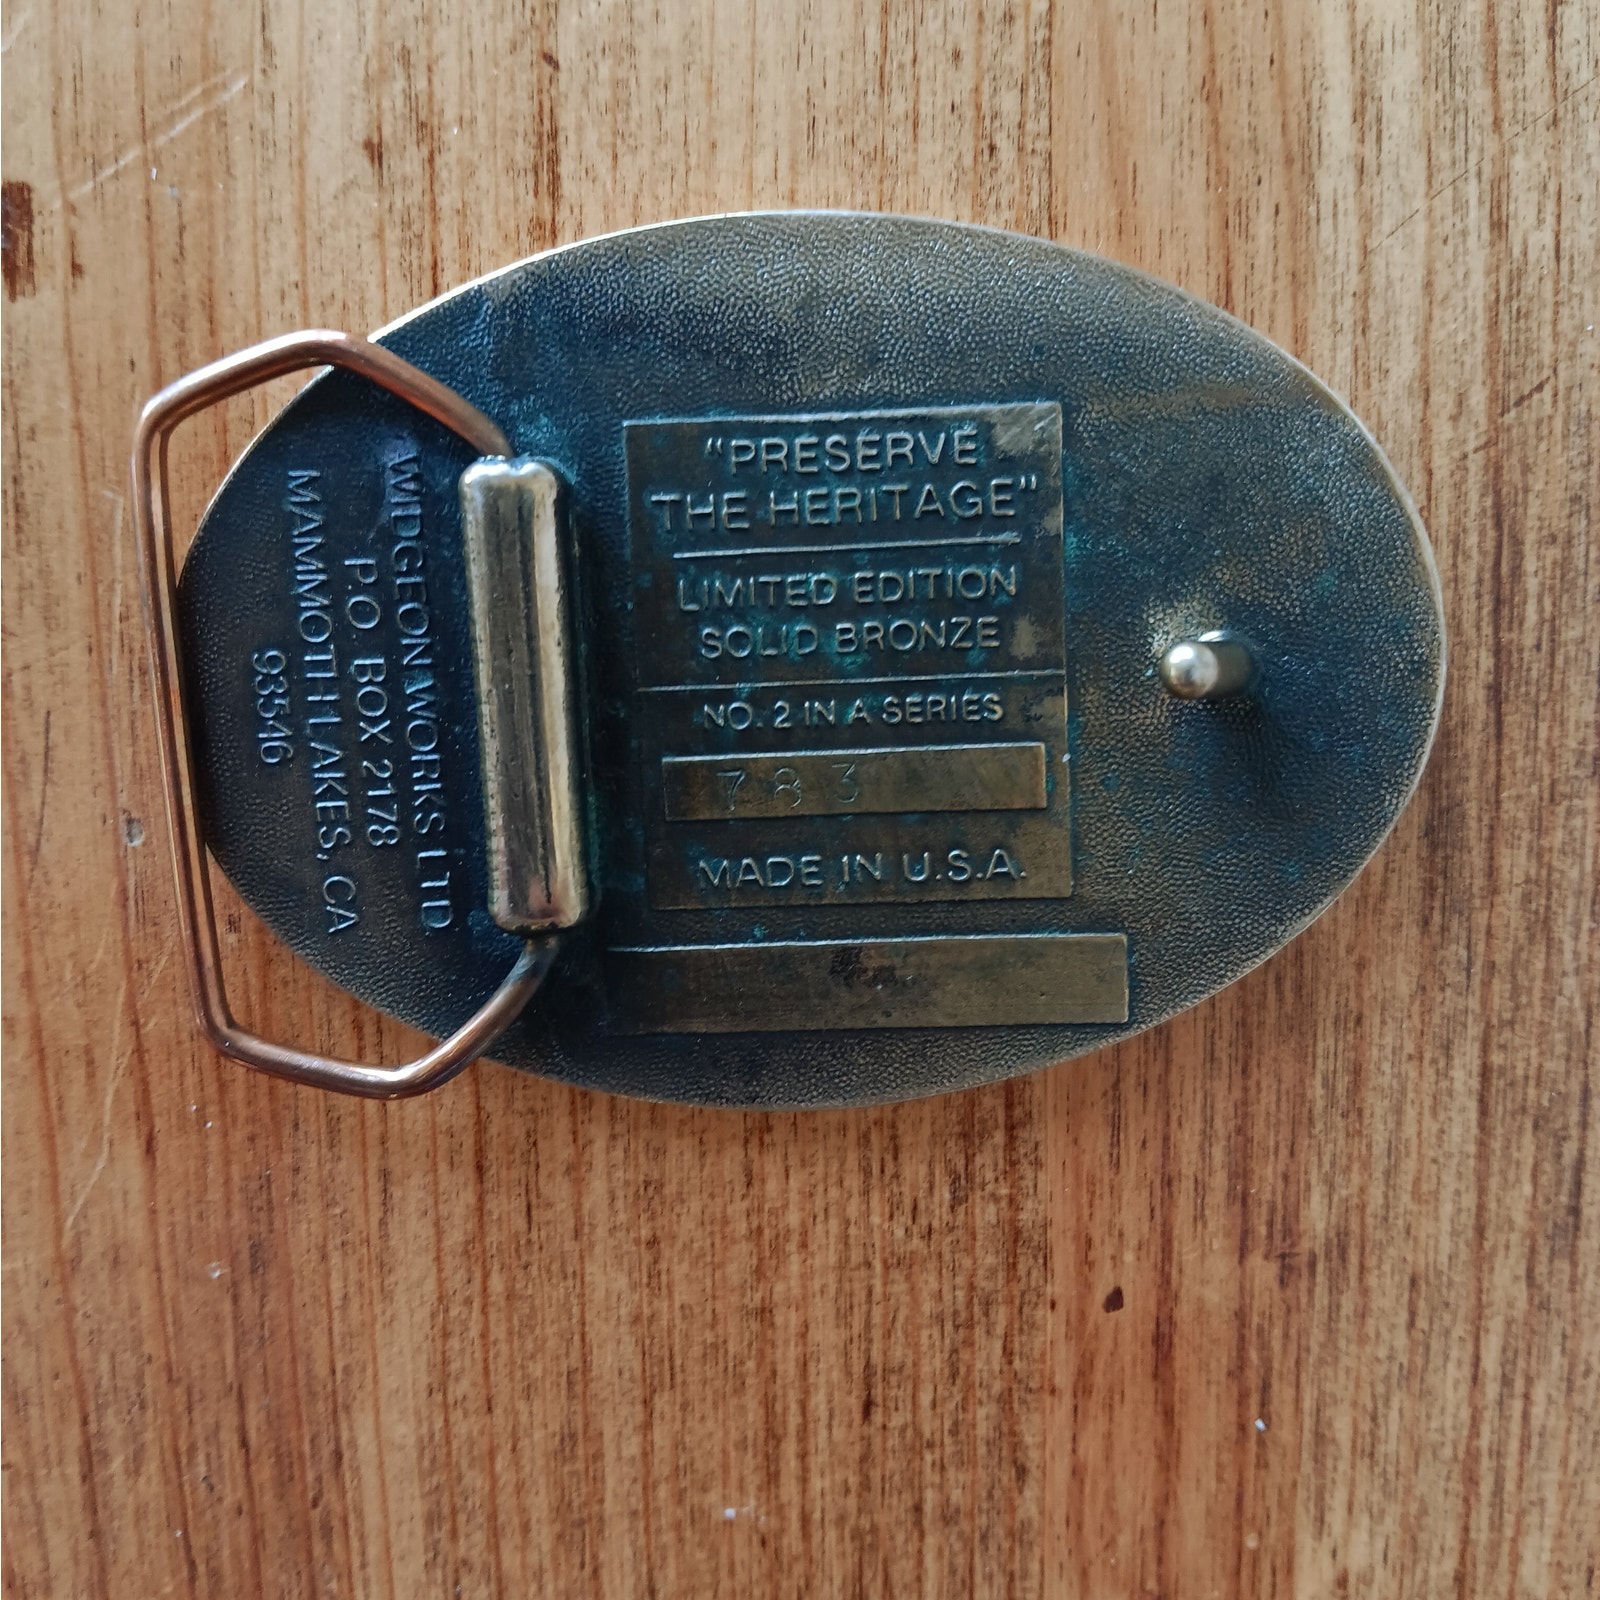 "PRESERVE
THE HERITAGE"
LIMITED EDITION
SOLID BRONZE
NO. 2 IN A SERIES
783
MADE IN U.S.A.
WIDGEON WORKS LTD
P.O. BOX 2178
MAMMOTH LAKES, CA
93546